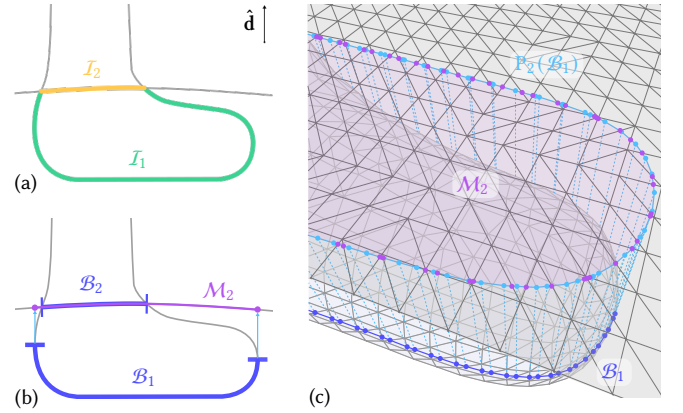 d̂
I₂
I₁
(a)
B₂
M₂
B₁
(b)
P₂(B₁)
M₂
B₁
(c)